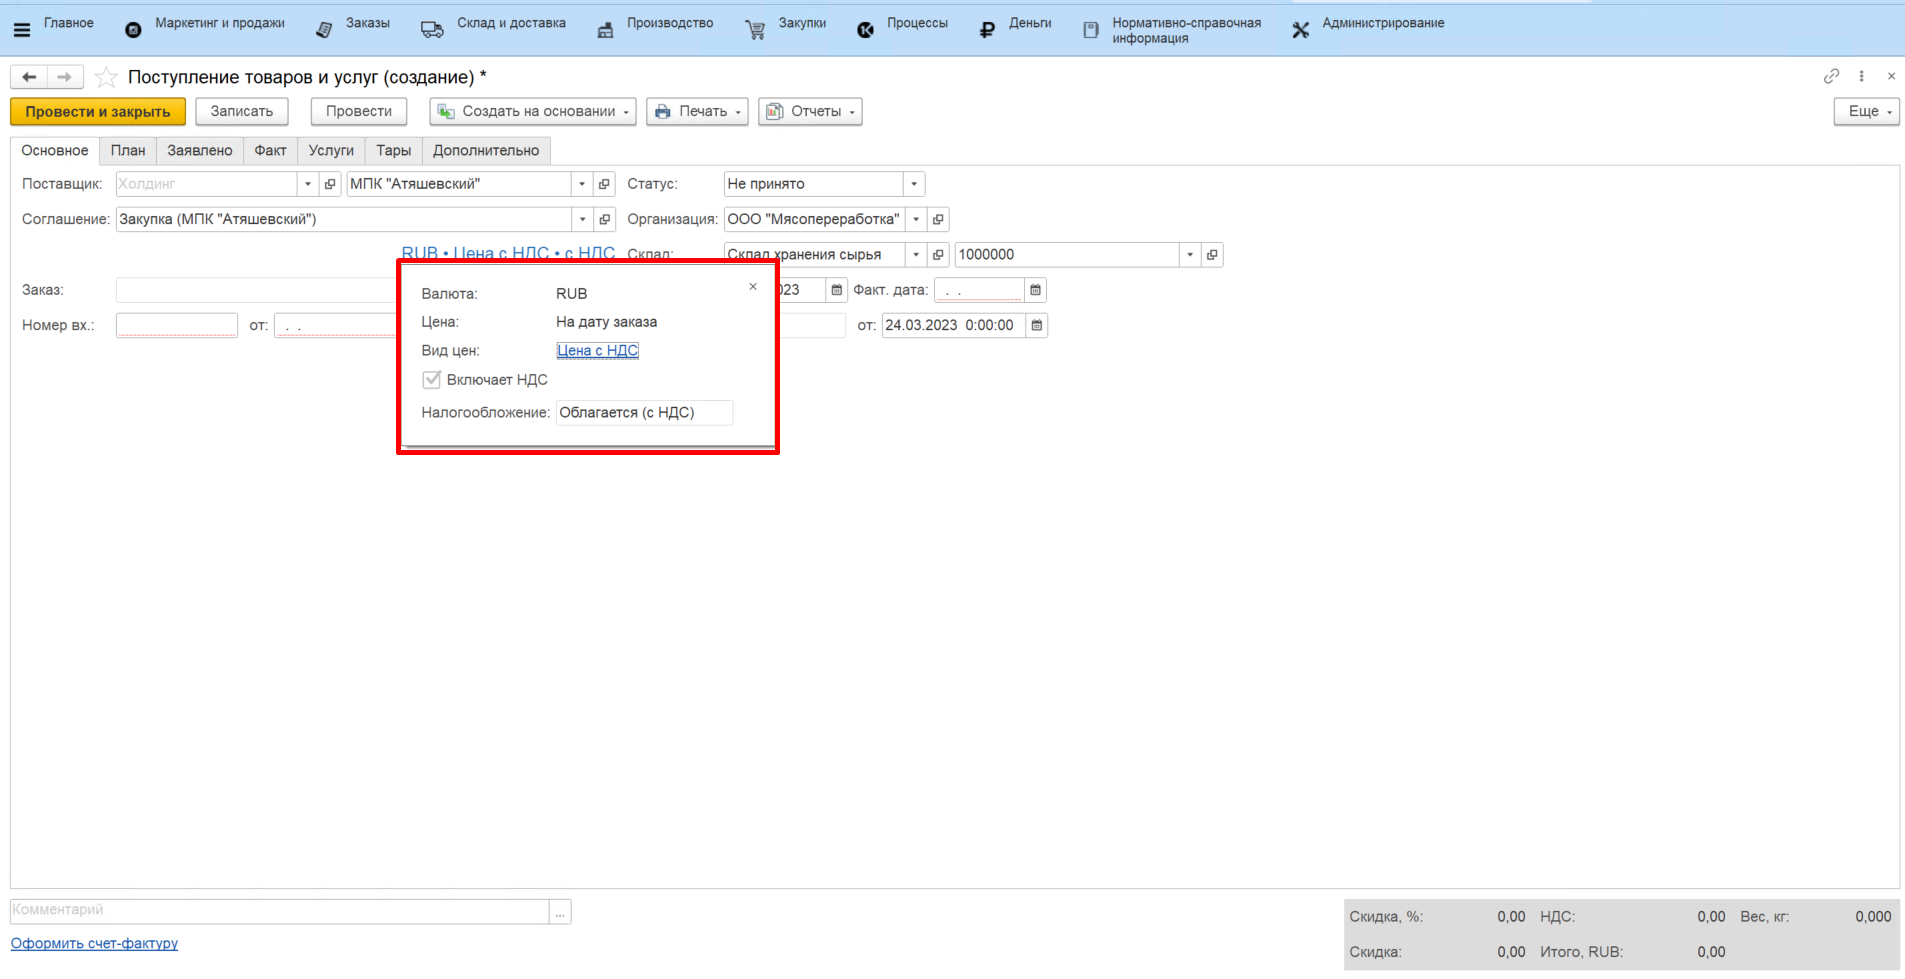 Главное
Маркетинг и продажи
Заказы
Склад и доставка
Производство
Закупки
Процессы
Деньги
Нормативно-справочная
информация
Администрирование
Поступление товаров и услуг (создание) *
Провести и закрыть
Записать
Провести
Создать на основании
Печать
Отчеты
Еще
Основное
План
Заявлено
Факт
Услуги
Тары
Дополнительно
Поставщик: Холдинг МПК "Атяшевский" Статус: Не принято
Соглашение: Закупка (МПК "Атяшевский") Организация: ООО "Мясопереработка"
RUB • Цена с НДС • с НДС Склад: Склад хранения сырья 1000000
Заказ: 023 Факт. дата: . .
Номер вх.: от: . . от: 24.03.2023 0:00:00
Валюта: RUB
Цена: На дату заказа
Вид цен: Цена с НДС
Включает НДС
Налогообложение: Облагается (с НДС)
Комментарий ...
Оформить счет-фактуру
Скидка, %: 0,00 НДС: 0,00 Вес, кг: 0,000
Скидка: 0,00 Итого, RUB: 0,00